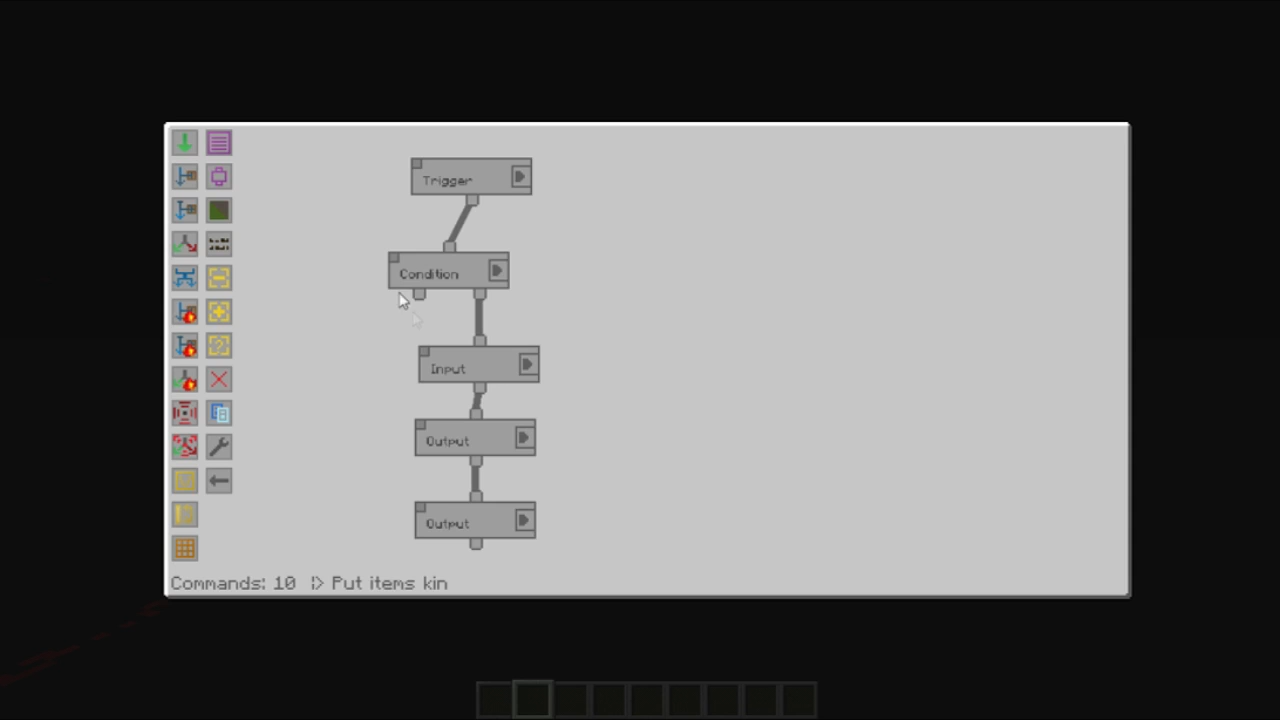 Trigger
Condition
Input
Output
Output
Commands: 10 |> Put items kin